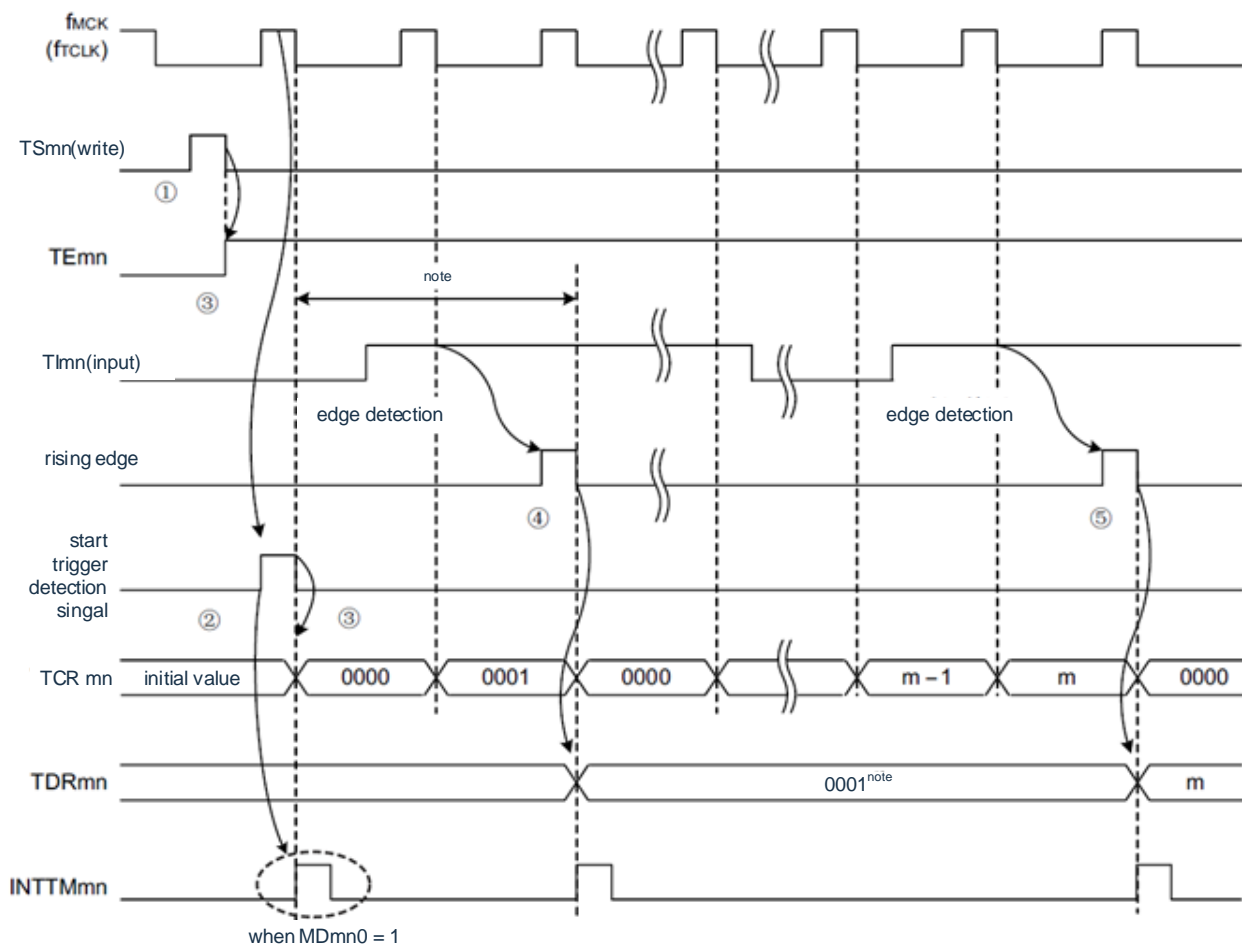 fMCK
(fTCLK)
TSmn(write)
①
TEmn
③
note
TImn(input)
edge detection
edge detection
rising edge
④
⑤
start
trigger
detection
singal
②
③
TCR mn
initial value
0000
0001
0000
m – 1
m
0000
TDRmn
0001note
m
INTTMmn
when MDmn0 = 1